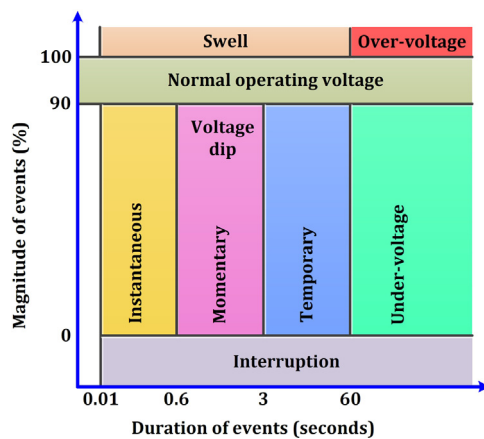 Swell
Over-voltage
100
Normal operating voltage
90
Voltage
dip
Instantaneous
Momentary
Temporary
Under-voltage
Magnitude of events (%)
0
Interruption
0.01
0.6
3
60
Duration of events (seconds)